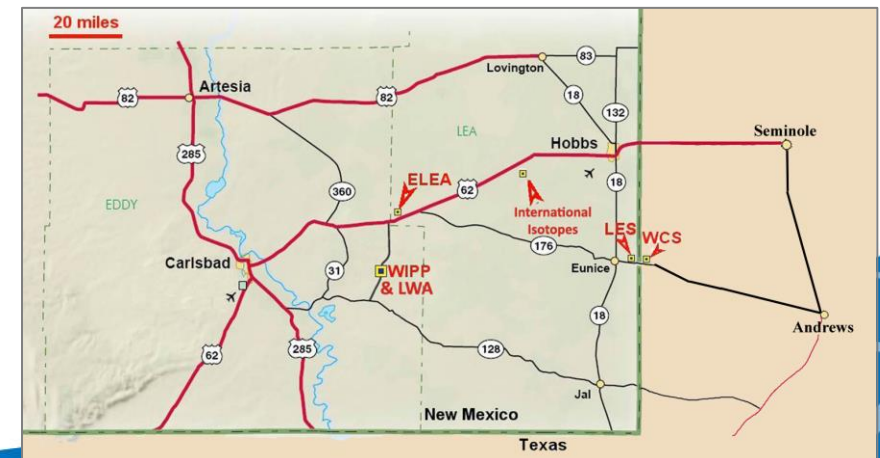 20 miles
83
Lovington
82
Artesia
82
18
132
LEA
Hobbs
Seminole
285
ELEA
62
18
EDDY
360
International
Isotopes
LES
WCS
176
Carlsbad
31
WIPP
& LWA
Eunice
18
Andrews
62
285
128
Jal
New Mexico
Texas